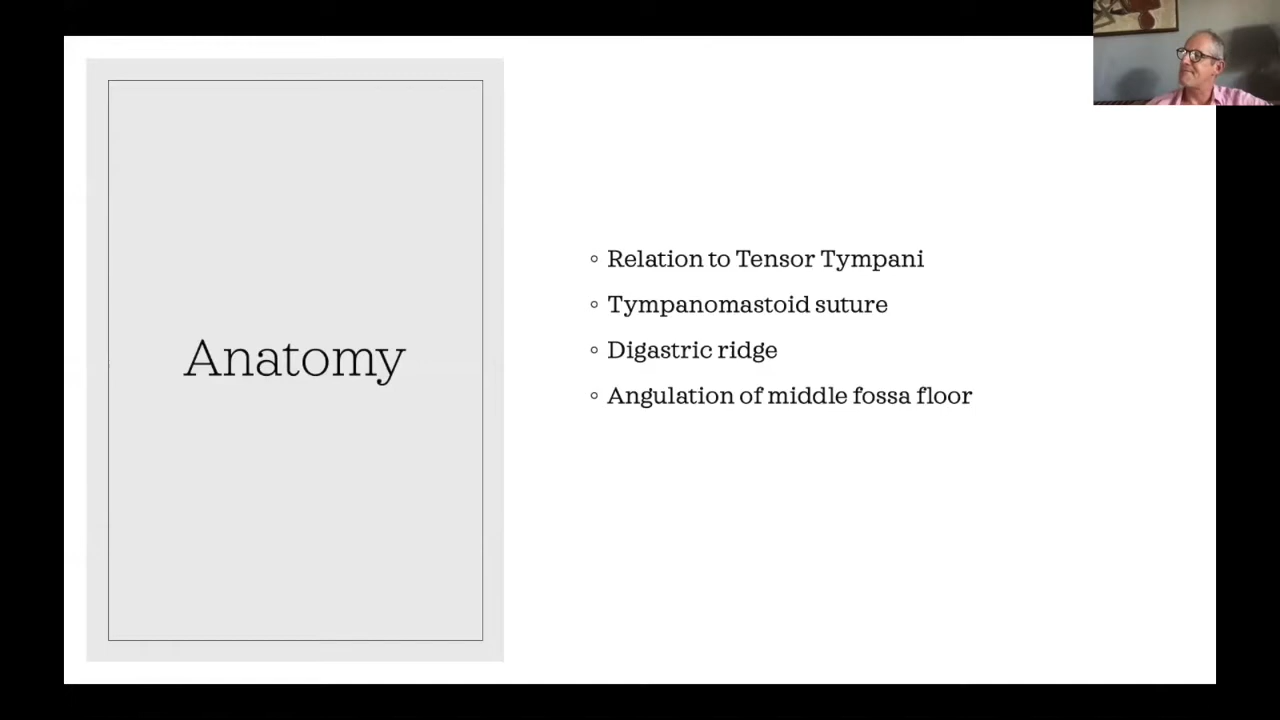 Anatomy
Relation to Tensor Tympani
Tympanomastoid suture
Digastric ridge
Angulation of middle fossa floor